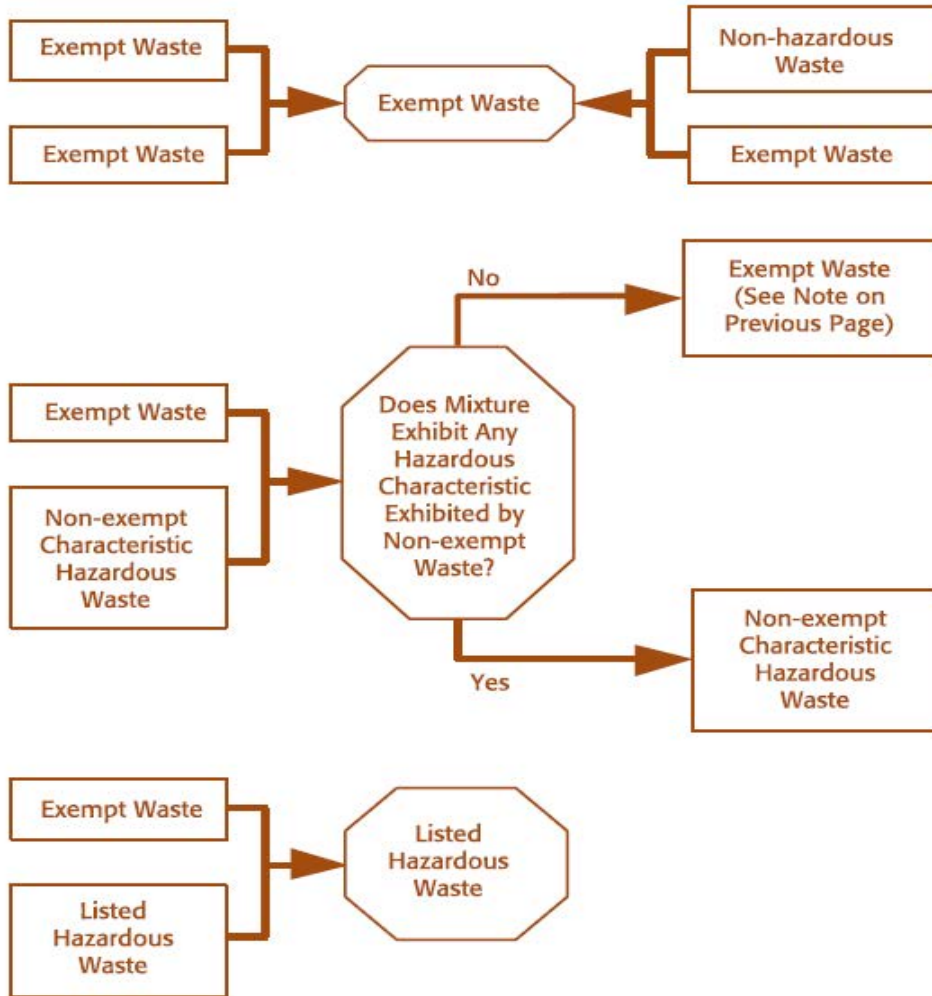 Exempt Waste
Exempt Waste
Exempt Waste
Non-hazardous
Waste
Exempt Waste
No
Exempt Waste
(See Note on
Previous Page)
Exempt Waste
Non-exempt
Characteristic
Hazardous
Waste
Does Mixture
Exhibit Any
Hazardous
Characteristic
Exhibited by
Non-exempt
Waste?
Yes
Non-exempt
Characteristic
Hazardous
Waste
Exempt Waste
Listed
Hazardous
Waste
Listed
Hazardous
Waste